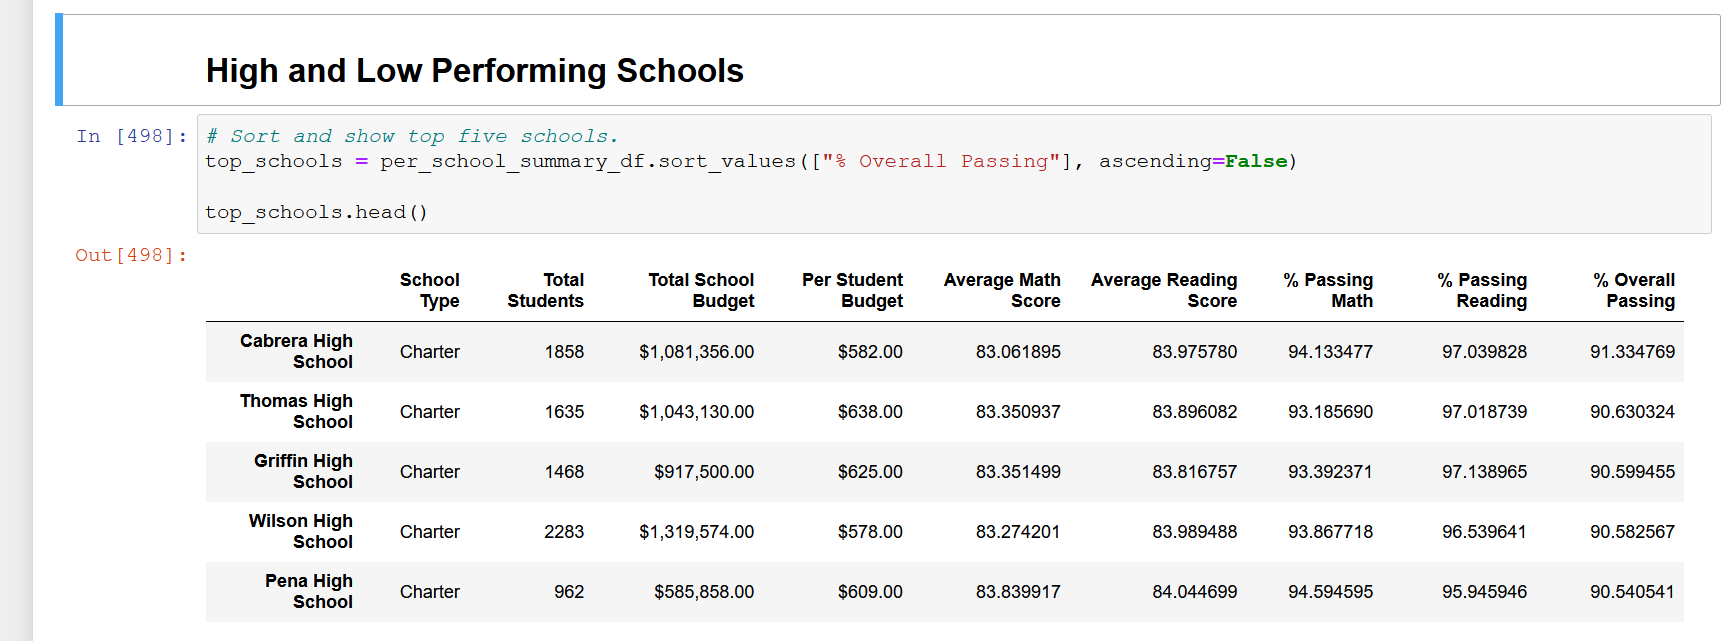 High and Low Performing Schools
In [498]: # Sort and show top five schools.
top_schools = per_school_summary_df.sort_values(["% Overall Passing"], ascending=False)
top_schools.head()
Out[498]:
School Type Total Students Total School Budget Per Student Budget Average Math Score Average Reading Score % Passing Math % Passing Reading % Overall Passing
Cabrera High School Charter 1858 $1,081,356.00 $582.00 83.061895 83.975780 94.133477 97.039828 91.334769
Thomas High School Charter 1635 $1,043,130.00 $638.00 83.350937 83.896082 93.185690 97.018739 90.630324
Griffin High School Charter 1468 $917,500.00 $625.00 83.351499 83.816757 93.392371 97.138965 90.599455
Wilson High School Charter 2283 $1,319,574.00 $578.00 83.274201 83.989488 93.867718 96.539641 90.582567
Pena High School Charter 962 $585,858.00 $609.00 83.839917 84.044699 94.594595 95.945946 90.540541